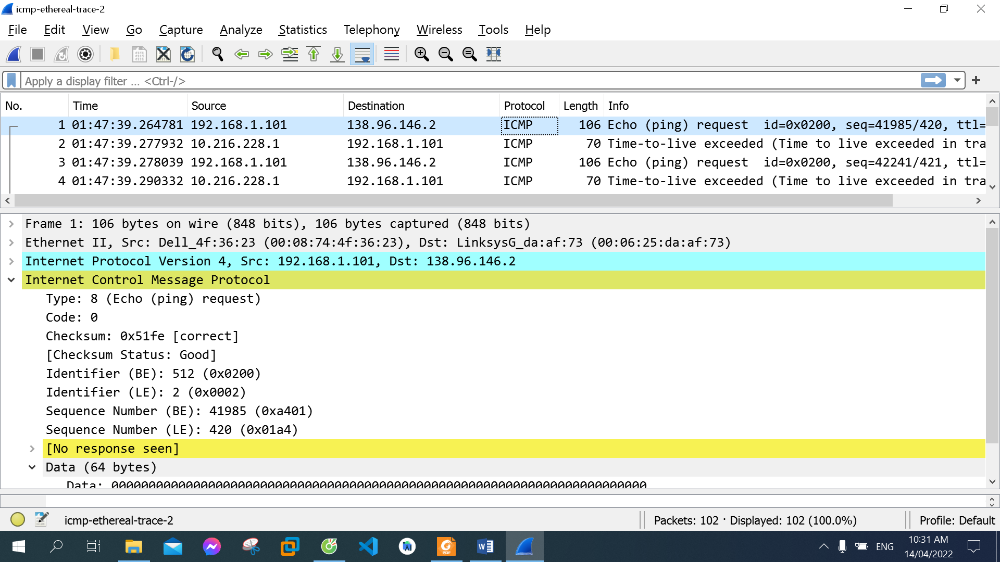 icmp-ethereal-trace-2
File Edit View Go Capture Analyze Statistics Telephony Wireless Tools Help
Apply a display filter ... <Ctrl-/>
No. Time Source Destination Protocol Length Info
1 01:47:39.264781 192.168.1.101 138.96.146.2 ICMP 106 Echo (ping) request id=0x0200, seq=41985/420, ttl=
2 01:47:39.277932 10.216.228.1 192.168.1.101 ICMP 70 Time-to-live exceeded (Time to live exceeded in tra
3 01:47:39.278039 192.168.1.101 138.96.146.2 ICMP 106 Echo (ping) request id=0x0200, seq=42241/421, ttl=
4 01:47:39.290332 10.216.228.1 192.168.1.101 ICMP 70 Time-to-live exceeded (Time to live exceeded in tra
Frame 1: 106 bytes on wire (848 bits), 106 bytes captured (848 bits)
Ethernet II, Src: Dell_4f:36:23 (00:08:74:4f:36:23), Dst: LinksysG_da:af:73 (00:06:25:da:af:73)
Internet Protocol Version 4, Src: 192.168.1.101, Dst: 138.96.146.2
Internet Control Message Protocol
Type: 8 (Echo (ping) request)
Code: 0
Checksum: 0x51fe [correct]
[Checksum Status: Good]
Identifier (BE): 512 (0x0200)
Identifier (LE): 2 (0x0002)
Sequence Number (BE): 41985 (0xa401)
Sequence Number (LE): 420 (0x01a4)
[No response seen]
Data (64 bytes)
Data: 000000000000000000000000000000000000000000000000000000000000000000000000
icmp-ethereal-trace-2
Packets: 102 · Displayed: 102 (100.0%)
Profile: Default
PDF
ENG
10:31 AM
14/04/2022